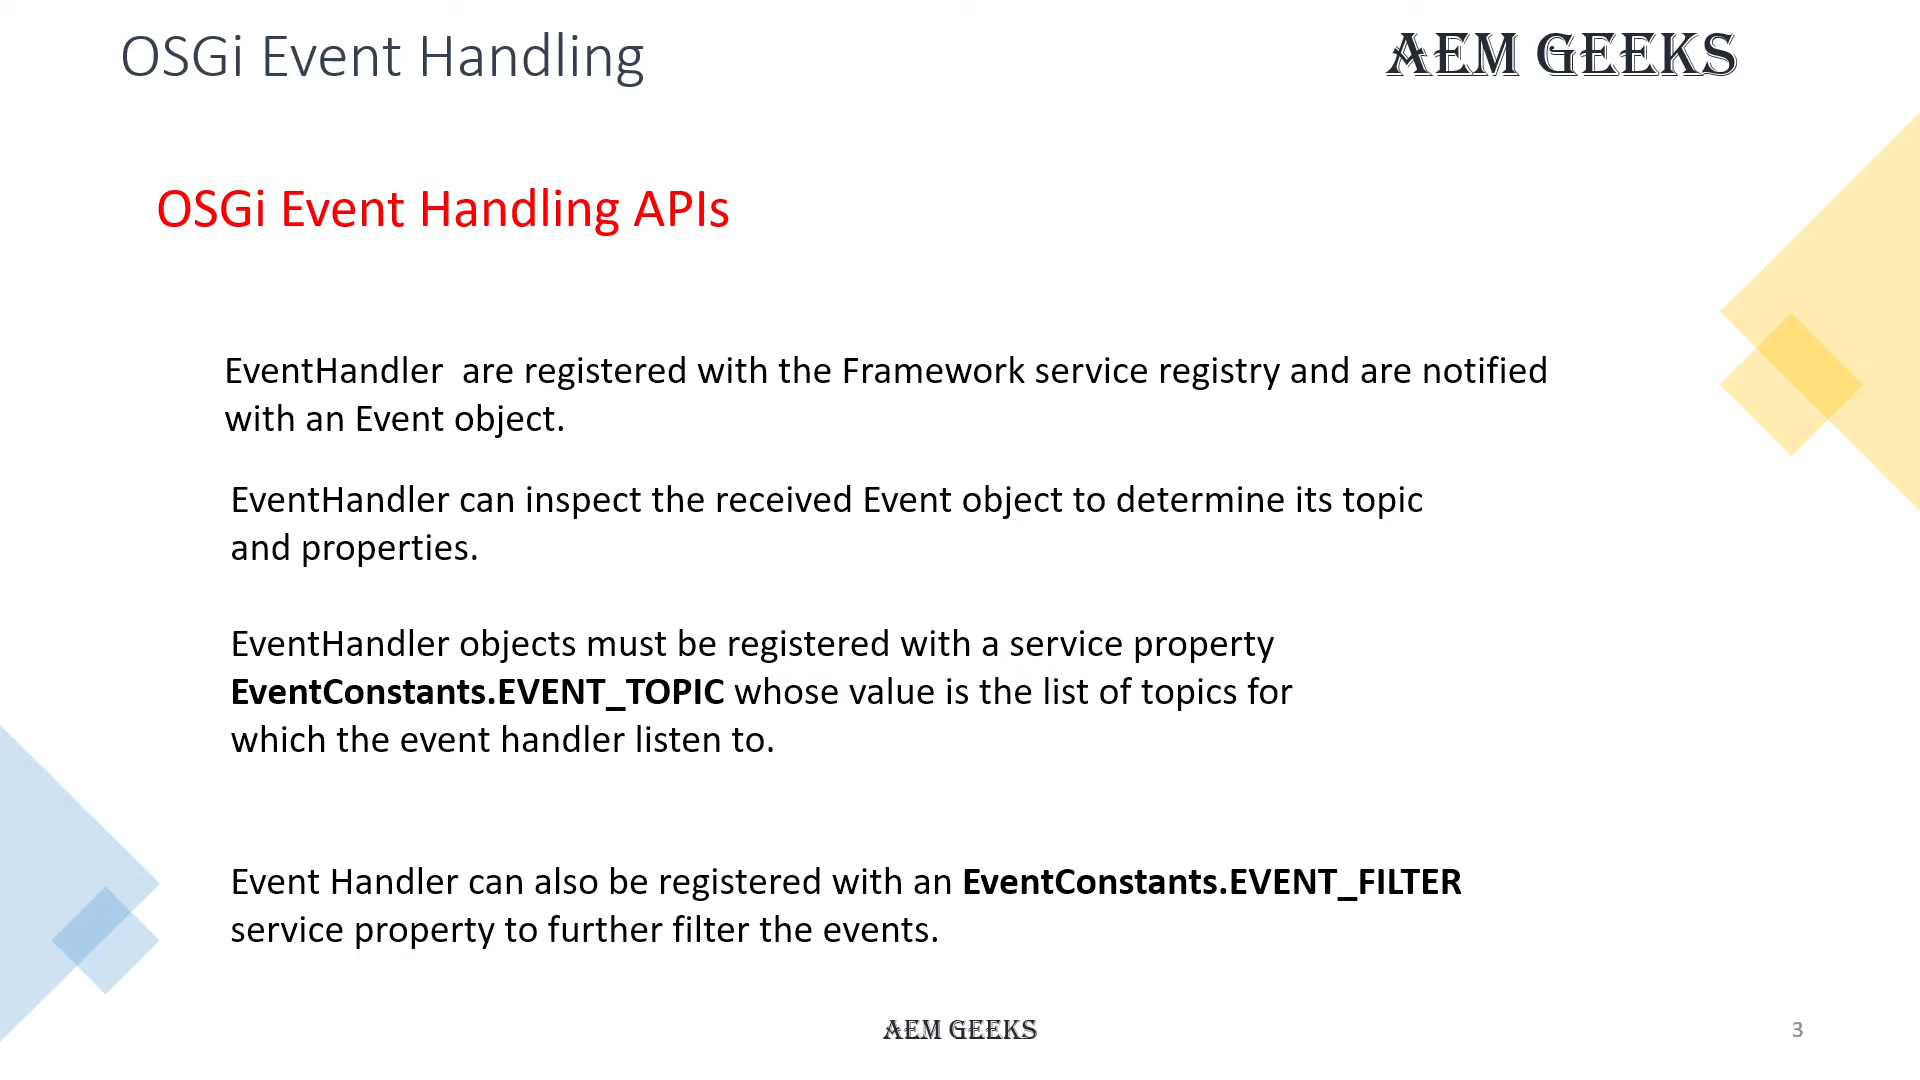 OSGi Event Handling
AEM GEEKS
OSGi Event Handling APIs
EventHandler  are registered with the Framework service registry and are notified
with an Event object.
EventHandler can inspect the received Event object to determine its topic
and properties.
EventHandler objects must be registered with a service property
EventConstants.EVENT_TOPIC whose value is the list of topics for
which the event handler listen to.
Event Handler can also be registered with an EventConstants.EVENT_FILTER
service property to further filter the events.
AEM GEEKS
3